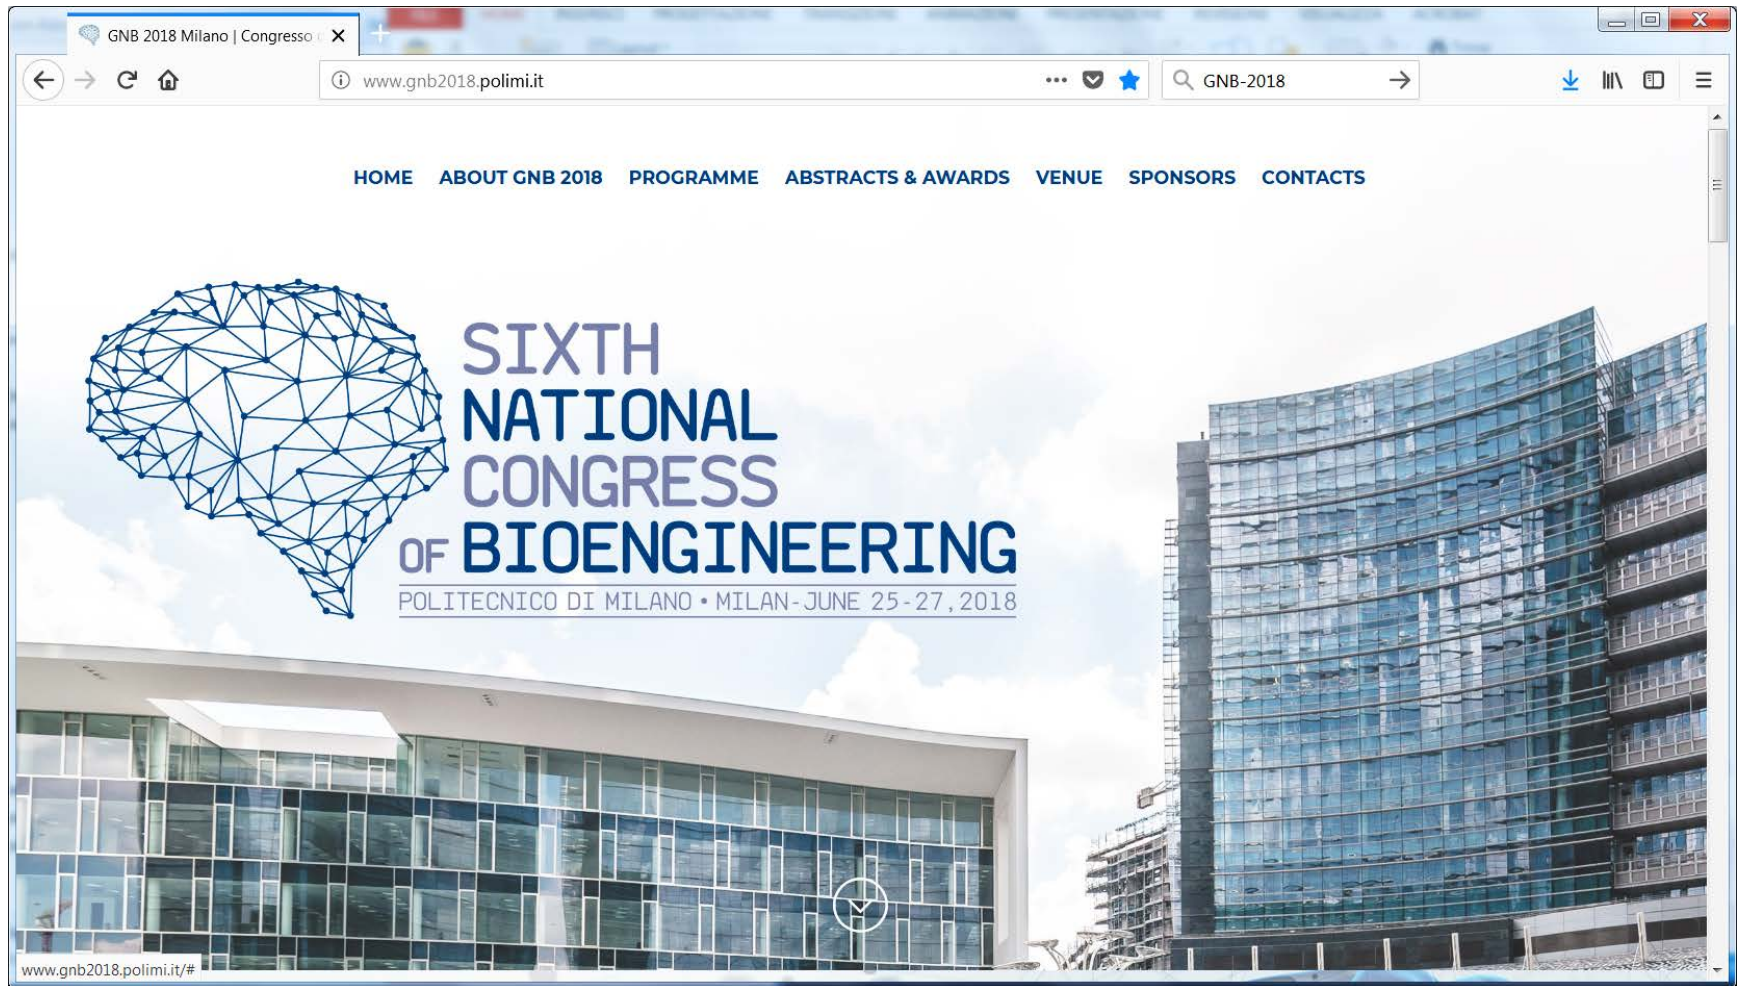 GNB 2018 Milano | Congresso
www.gnb2018.polimi.it
GNB-2018
HOME ABOUT GNB 2018 PROGRAMME ABSTRACTS & AWARDS VENUE SPONSORS CONTACTS
SIXTH
NATIONAL
CONGRESS
OF BIOENGINEERING
POLITECNICO DI MILANO • MILAN - JUNE 25-27, 2018
www.gnb2018.polimi.it/#